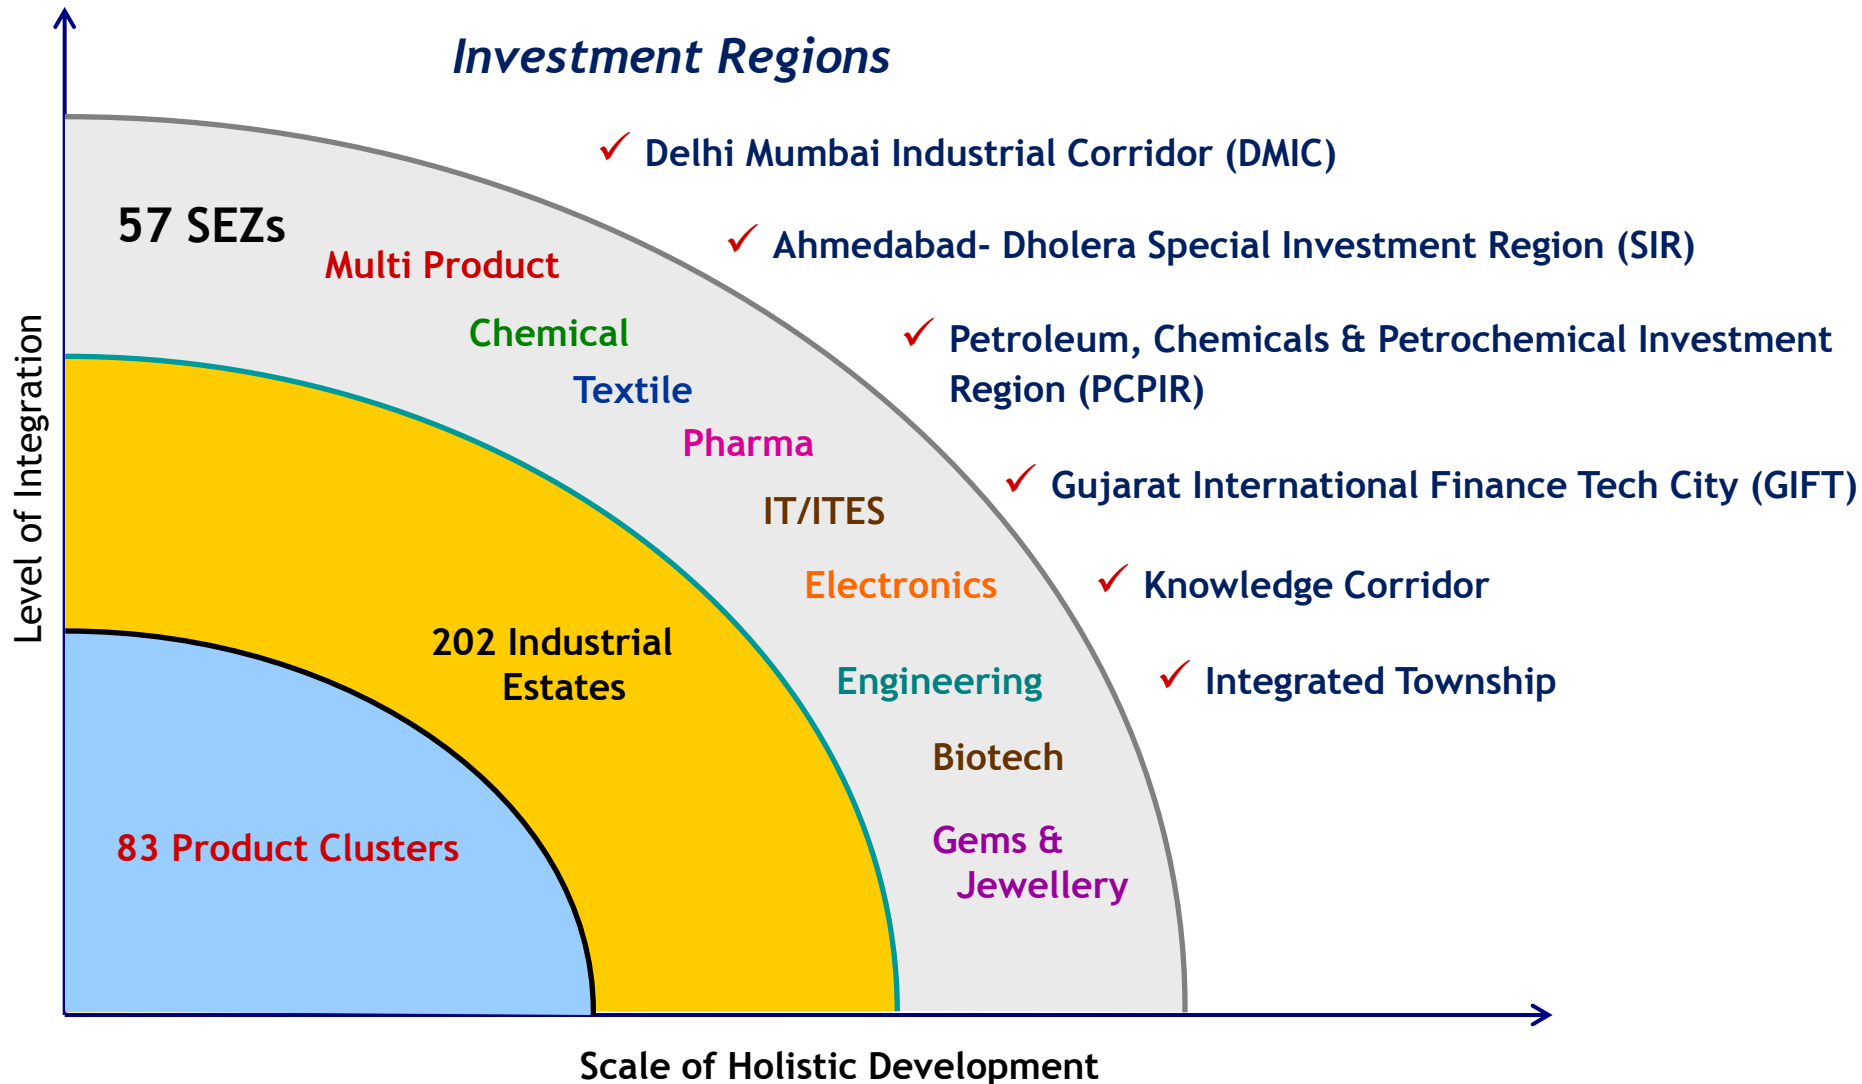 Investment Regions
Delhi Mumbai Industrial Corridor (DMIC)
57 SEZs
Ahmedabad- Dholera Special Investment Region (SIR)
Multi Product
Chemical
Petroleum, Chemicals & Petrochemical Investment
Region (PCPIR)
Textile
Pharma
Gujarat International Finance Tech City (GIFT)
IT/ITES
Electronics
Knowledge Corridor
Level of Integration
202 Industrial
Estates
Engineering
Integrated Township
Biotech
83 Product Clusters
Gems &
Jewellery
Scale of Holistic Development